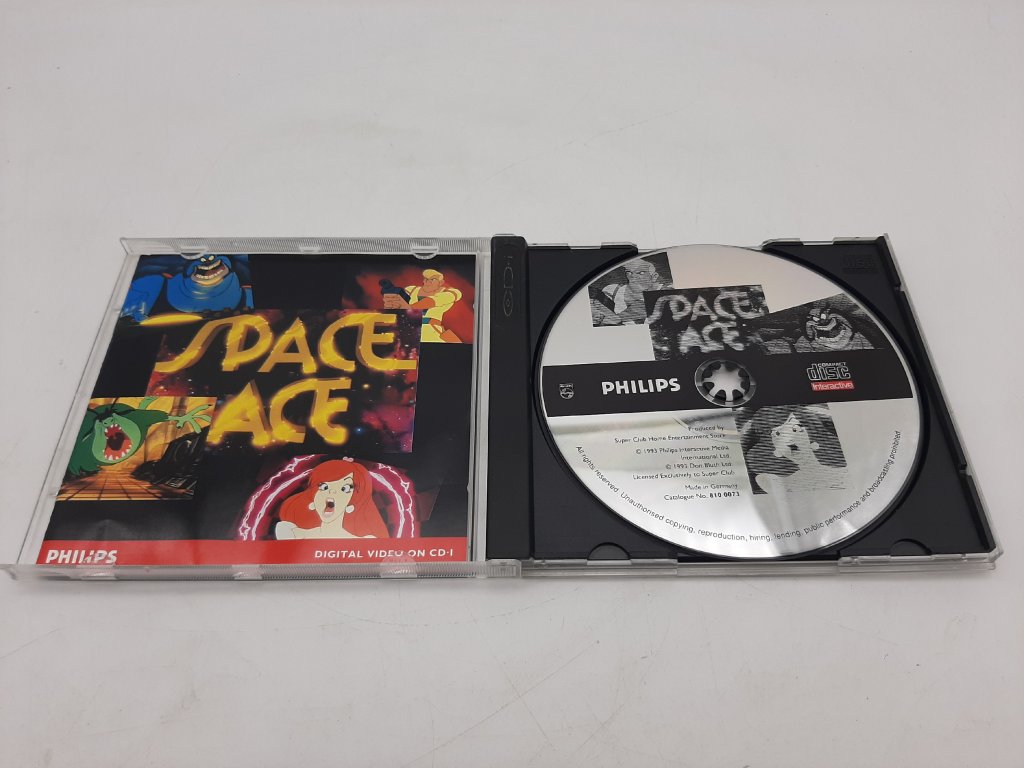 SPACE
ACE
PHILIPS
DIGITAL VIDEO ON CD-I
SPACE
ACE
PHILIPS
COMPACT
disc
Interactive
Produced by
Super Club Home Entertainment Store
© 1993 Philips Interactive Media
International Ltd.
© 1993 Don Bluth Ltd.
Licensed Exclusively to Super Club
Made in Germany
Catalogue No. 810 0073
All rights reserved. Unauthorised copying, reproduction, hiring, lending, public performance and broadcasting prohibited.